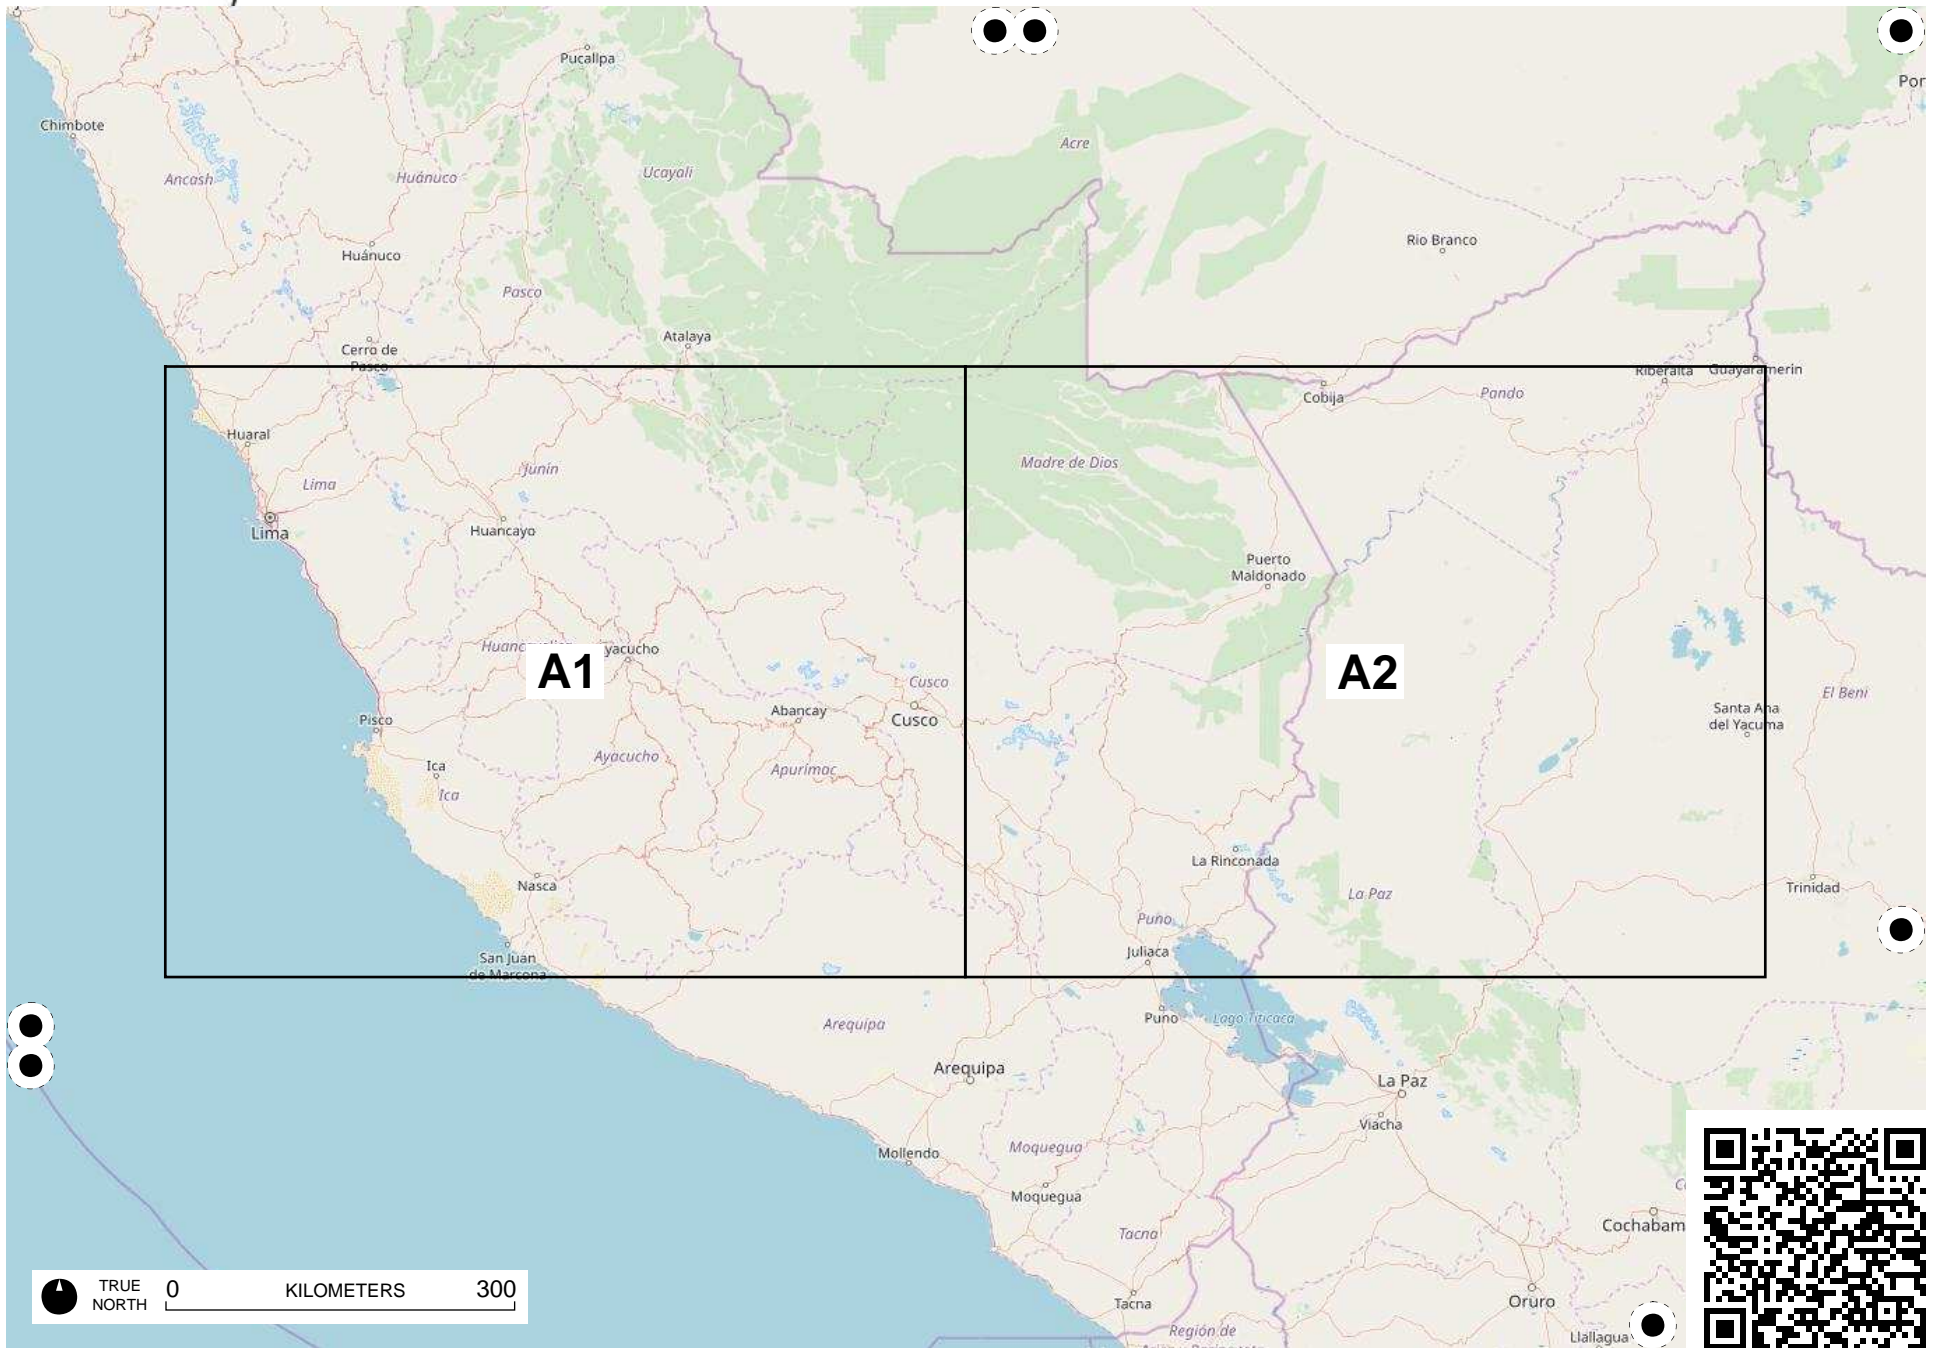 Pucallpa
Por
Chimbote
Acre
Ancash
Huánuco
Ucayali
Rio Branco
Huánuco
Pasco
Atalaya
Cerro de
Pasco
Riberalta
Guayaramerín
Cobija
Pando
Huaral
Madre de Dios
Junín
Lima
Lima
Huancayo
Puerto
Maldonado
yacucho
A1
A2
Cusco
El Beni
Abancay
Cusco
Santa Ana
del Yacuma
Pisco
Ica
Ayacucho
Apurímac
Ica
La Rinconada
Nasca
La Paz
Trinidad
Puno
Juliaca
San Juan
de Marcona
Puno
Lago Titicaca
Arequipa
Arequipa
La Paz
Viacha
Moquegua
Mollendo
Moquegua
Cochabam
Tacna
TRUE
NORTH
0 KILOMETERS 300
Tacna
Oruro
Región de
Llallagua